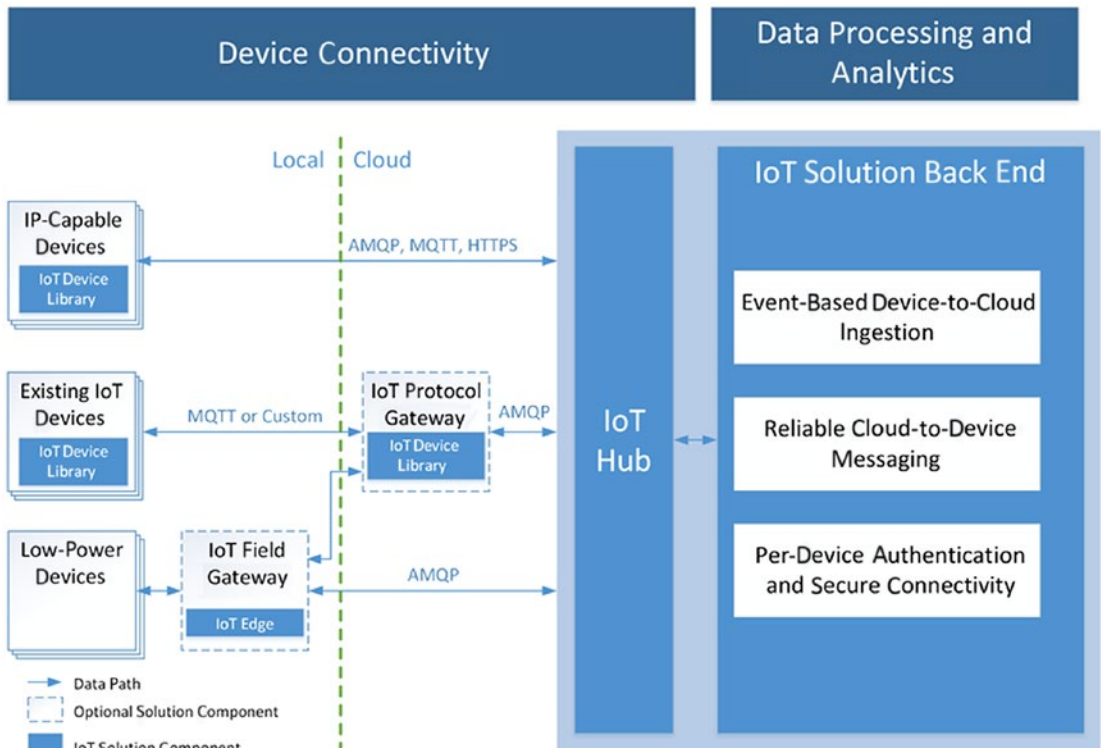 Device Connectivity
Data Processing and
Analytics
Local
Cloud
IoT Solution Back End
IP-Capable
Devices
IoT Device
Library
AMQP, MQTT, HTTPS
Event-Based Device-to-Cloud
Ingestion
Existing IoT
Devices
IoT Device
Library
MQTT or Custom
IoT Protocol
Gateway
IoT Device
Library
AMQP
IoT
Hub
Reliable Cloud-to-Device
Messaging
Low-Power
Devices
IoT Field
Gateway
IoT Edge
AMQP
Per-Device Authentication
and Secure Connectivity
Data Path
Optional Solution Component
IoT Solution Component